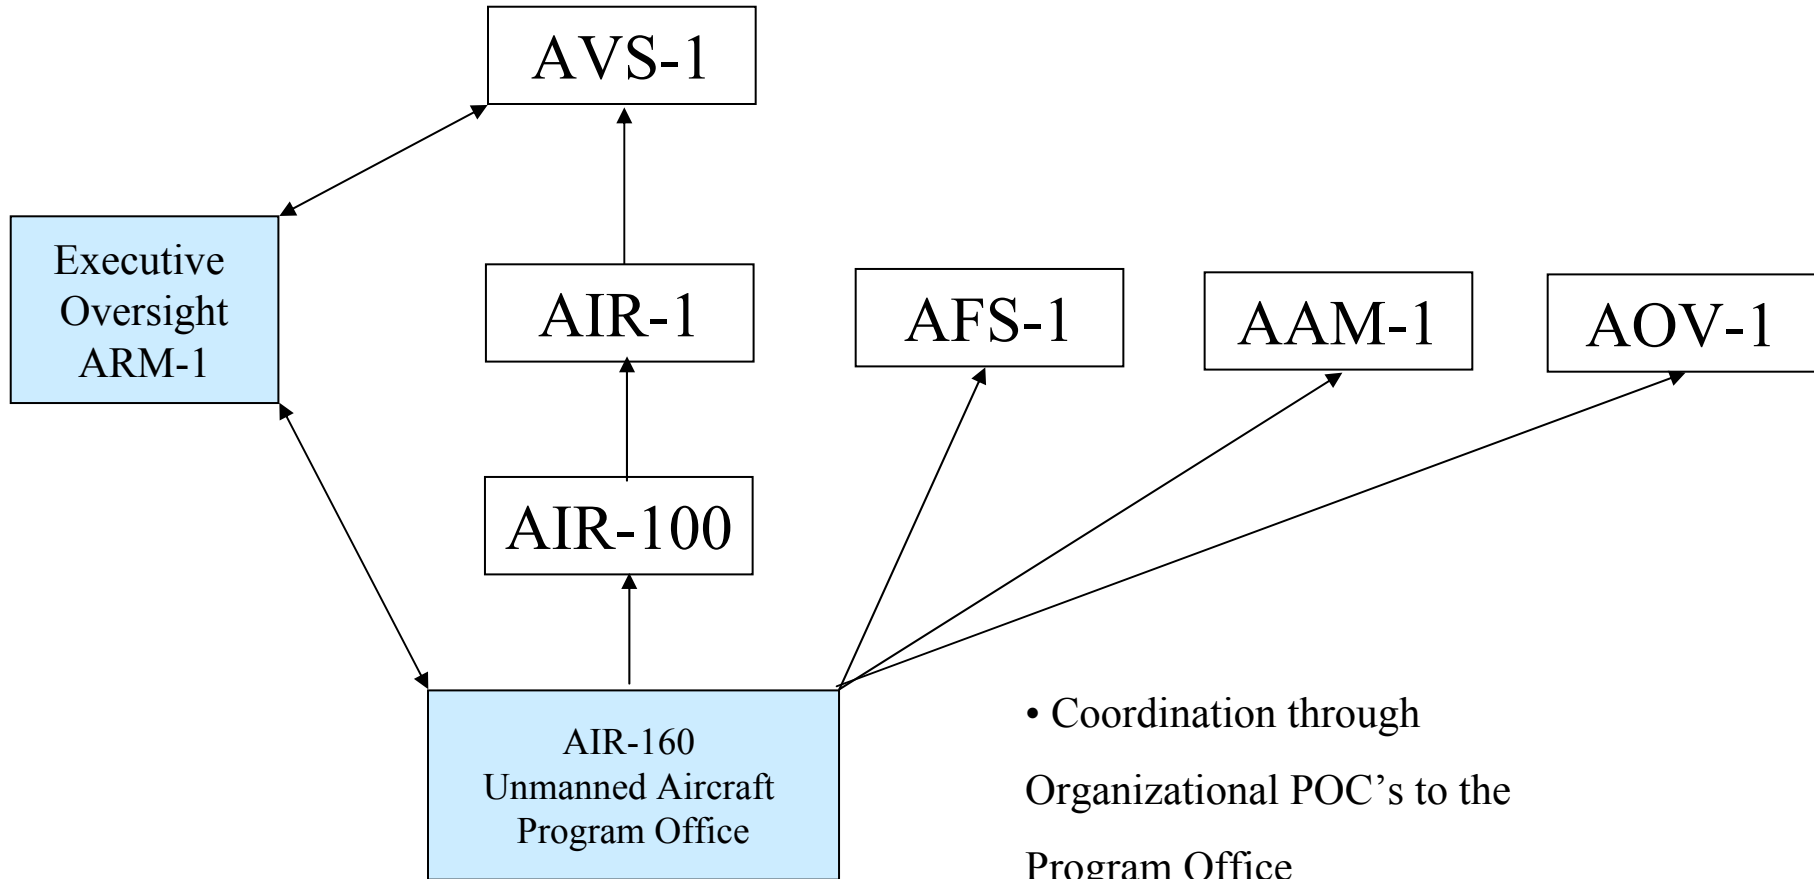 AVS-1
Executive
Oversight
ARM-1
AIR-1
AFS-1
AAM-1
AOV-1
AIR-100
AIR-160
Unmanned Aircraft
Program Office
• Coordination through
Organizational POC’s to the
Program Office